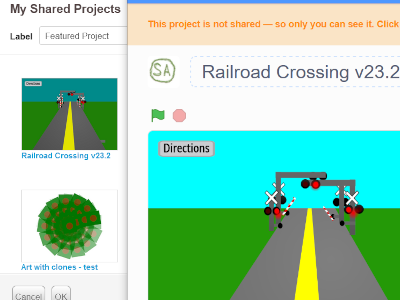 My Shared Projects
Label Featured Project
Directions
Railroad Crossing v23.2
Art with clones - test
Cancel OK
This project is not shared — so only you can see it. Click
SA
Railroad Crossing v23.2
Directions